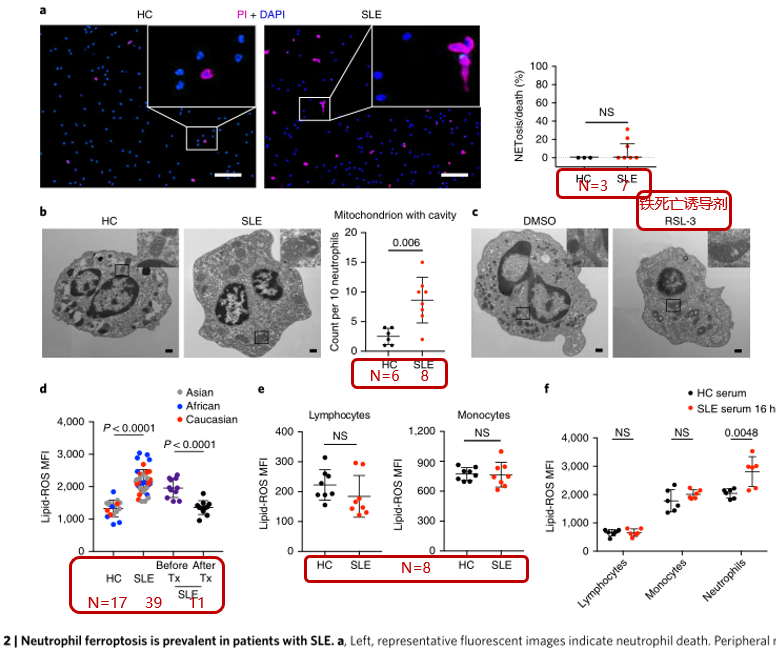 a
HC
PI + DAPI
SLE
NETosis/death (%)
100
80
60
40
20
0
NS
HC SLE
N=3 7
铁死亡诱导剂
b
HC
SLE
Mitochondrion with cavity
Count per 10 neutrophils
20
15
10
5
0
0.006
HC SLE
N=6 8
c
DMSO
RSL-3
d
Asian
African
Caucasian
Lipid-ROS MFI
4,000
3,000
2,000
1,000
0
P < 0.0001
P < 0.0001
HC SLE Before Tx After Tx
SLE
N=17 39 11
e
Lymphocytes
Lipid-ROS MFI
400
300
200
100
0
NS
HC SLE
Monocytes
Lipid-ROS MFI
1,200
900
600
300
0
NS
HC SLE
N=8
f
HC serum
SLE serum 16 h
Lipid-ROS MFI
4,000
3,000
2,000
1,000
0
NS
NS
0.0048
Lymphocytes
Monocytes
Neutrophils
2 | Neutrophil ferroptosis is prevalent in patients with SLE. a, Left, representative fluorescent images indicate neutrophil death. Peripheral